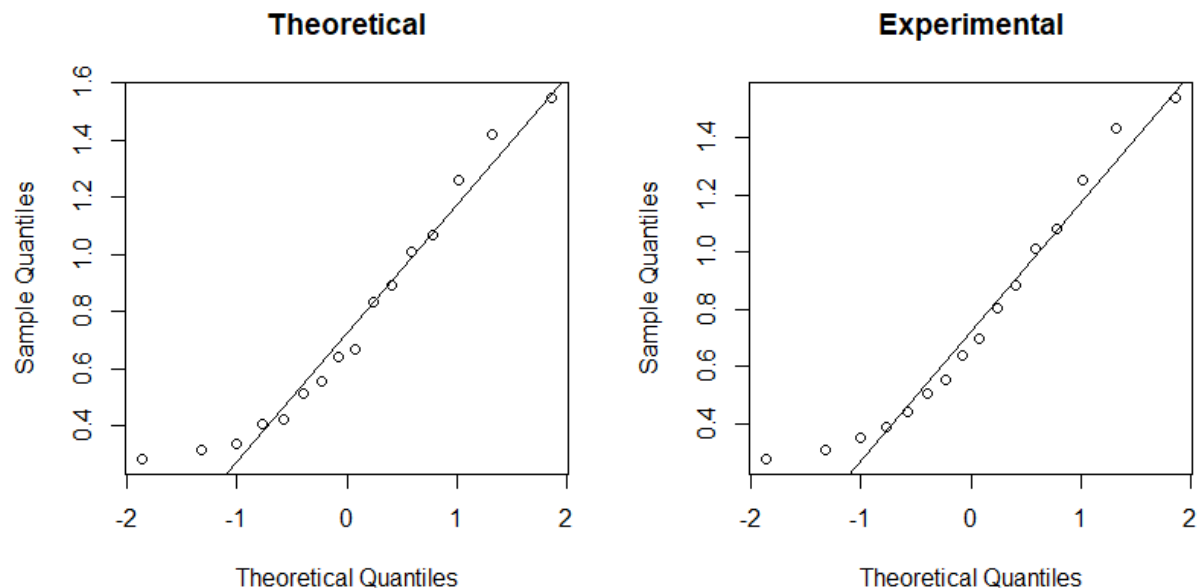 Theoretical
Sample Quantiles
1.6
1.4
1.2
1.0
0.8
0.6
0.4
-2 -1 0 1 2
Theoretical Quantiles
Experimental
Sample Quantiles
1.4
1.2
1.0
0.8
0.6
0.4
-2 -1 0 1 2
Theoretical Quantiles